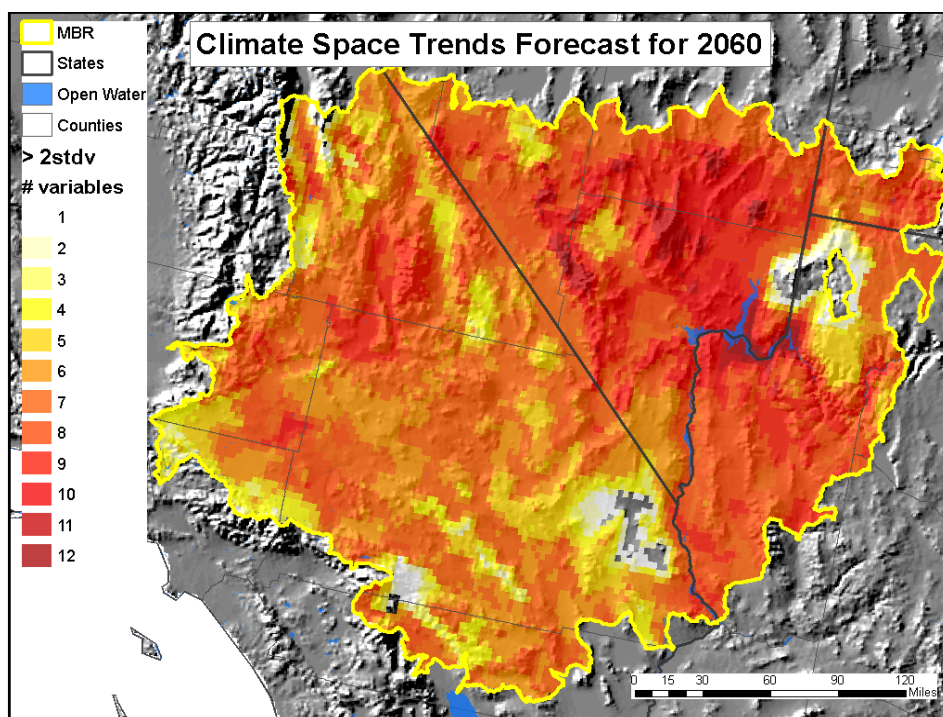 Climate Space Trends Forecast for 2060
MBR
States
Open Water
Counties
> 2stdv
# variables
1
2
3
4
5
6
7
8
9
10
11
12
0 15 30 60 90 120
Miles